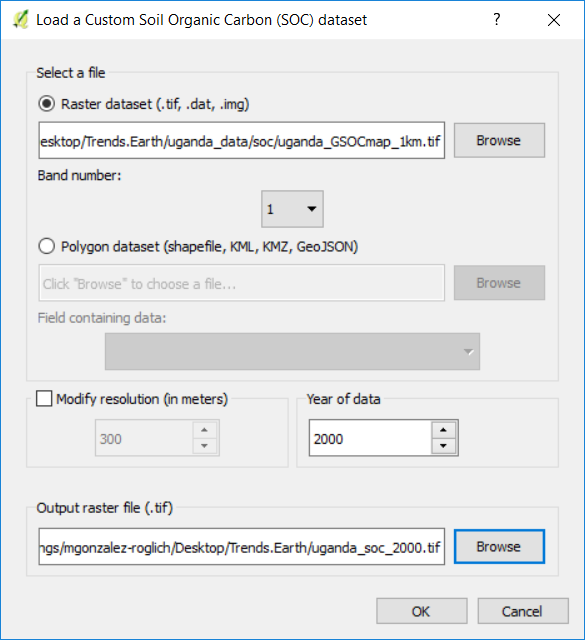 Load a Custom Soil Organic Carbon (SOC) dataset
Select a file
Raster dataset (.tif, .dat, .img)
esktop/Trends.Earth/uganda_data/soc/uganda_GSOCmap_1km.tif
Browse
Band number:
1
Polygon dataset (shapefile, KML, KMZ, GeoJSON)
Click "Browse" to choose a file...
Browse
Field containing data:
Modify resolution (in meters)
Year of data
300
2000
Output raster file (.tif)
ngs/mgonzalez-roglich/Desktop/Trends.Earth/uganda_soc_2000.tif
Browse
OK
Cancel